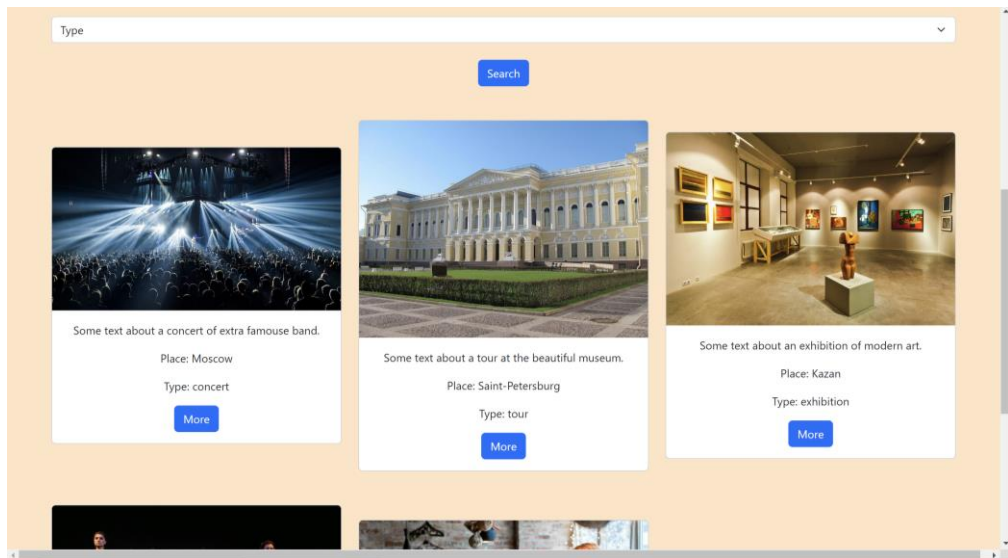 Type
Search
Some text about a concert of extra famouse band.
Place: Moscow
Type: concert
More
Some text about a tour at the beautiful museum.
Place: Saint-Petersburg
Type: tour
More
Some text about an exhibition of modern art.
Place: Kazan
Type: exhibition
More